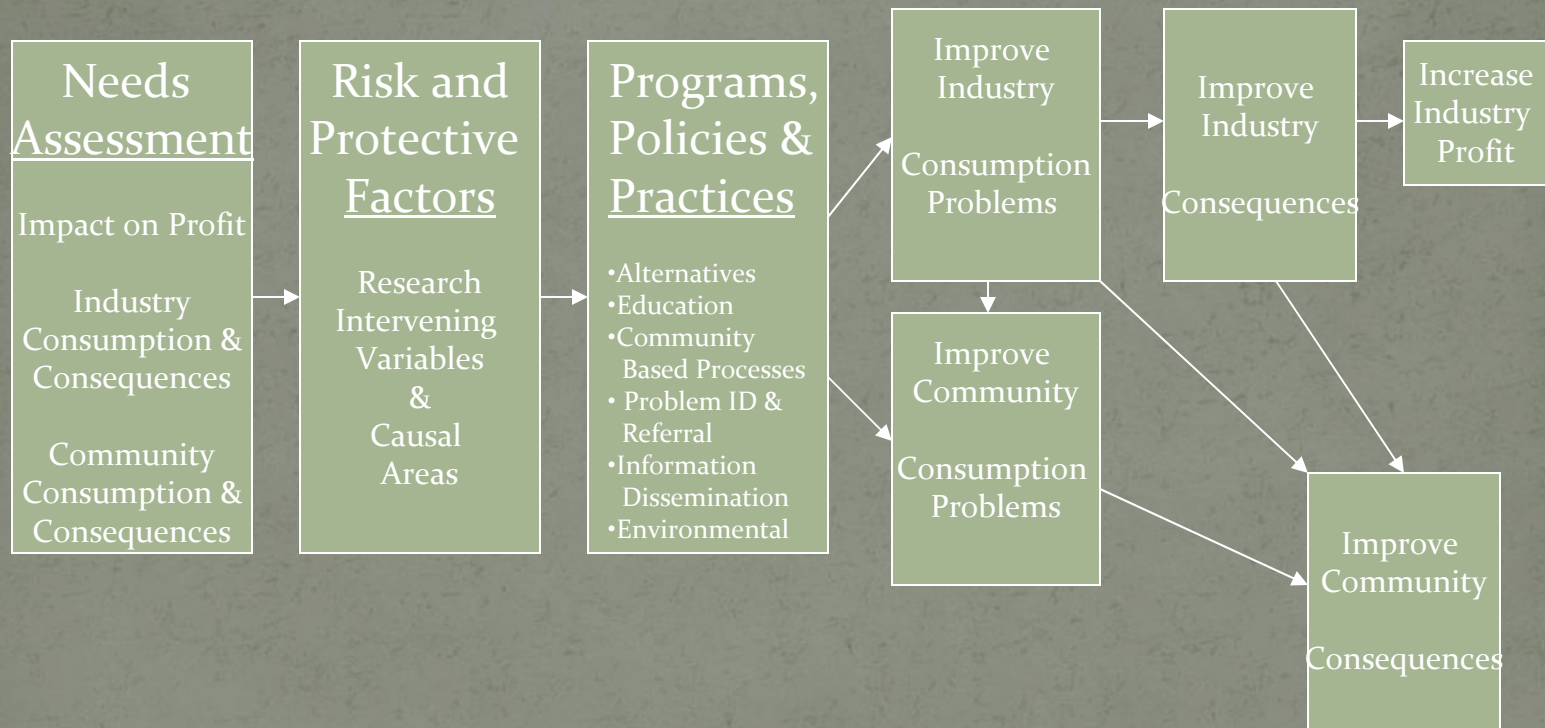 Needs
Assessment
Impact on Profit
Industry
Consumption &
Consequences
Community
Consumption &
Consequences
Risk and
Protective
Factors
Research
Intervening
Variables
&
Causal
Areas
Programs,
Policies &
Practices
•Alternatives
•Education
•Community
Based Processes
• Problem ID &
Referral
•Information
Dissemination
•Environmental
Improve
Industry
Consumption
Problems
Improve
Community
Consumption
Problems
Improve
Industry
Consequences
Increase
Industry
Profit
Improve
Community
Consequences